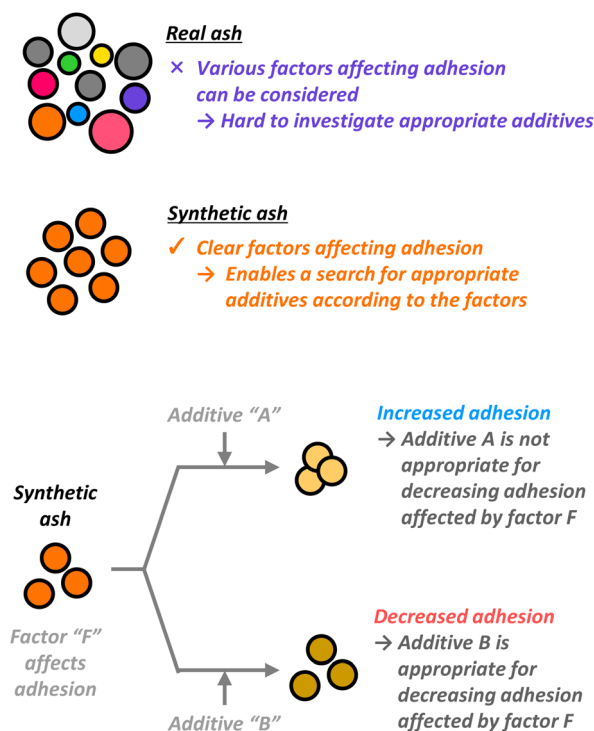 Real ash
× Various factors affecting adhesion
can be considered
→ Hard to investigate appropriate additives
Synthetic ash
✓ Clear factors affecting adhesion
→ Enables a search for appropriate
additives according to the factors
Additive “A”
Increased adhesion
→ Additive A is not
appropriate for
decreasing adhesion
affected by factor F
Synthetic
ash
Factor “F”
affects
adhesion
Decreased adhesion
→ Additive B is
appropriate for
decreasing adhesion
affected by factor F
Additive “B”